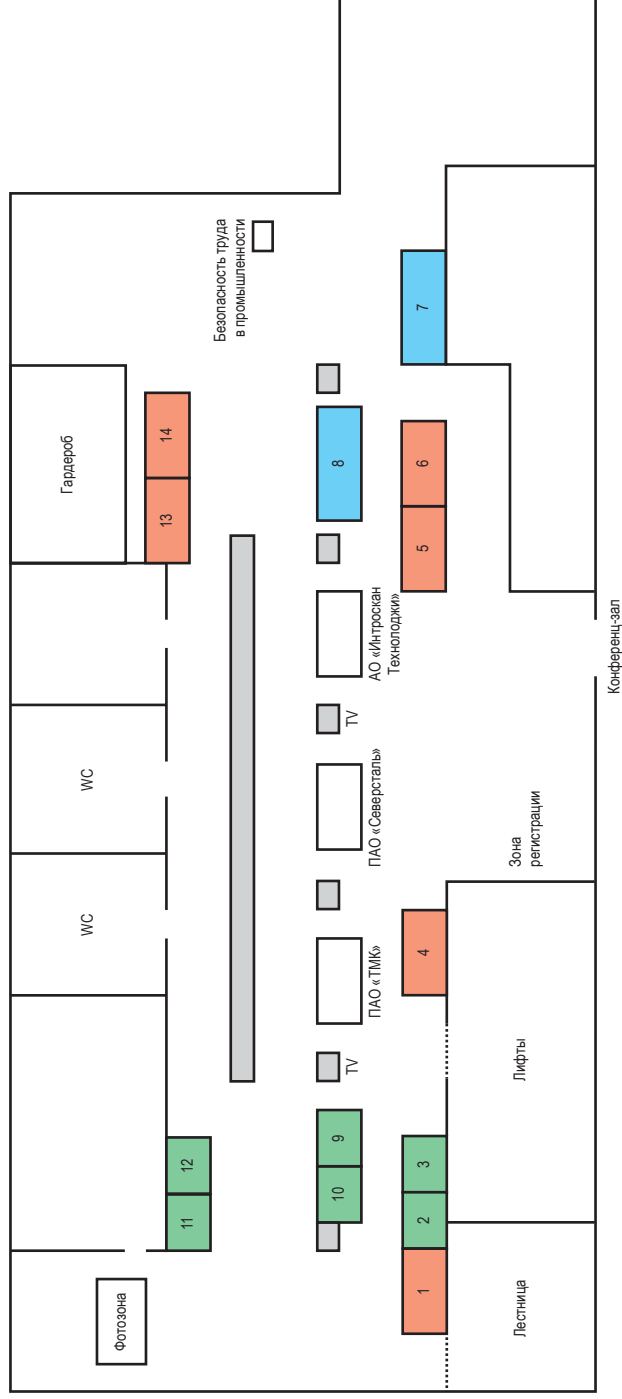 Гардероб
WC
WC
Фотозона
11
12
13
14
Безопасность труда
в промышленности
10
9
8
TV
ПАО «ТМК»
ПАО «Северсталь»
TV
АО «Интроскан
Технолоджи»
1
2
3
4
5
6
7
Лестница
Лифты
Зона
регистрации
Конференц-зал